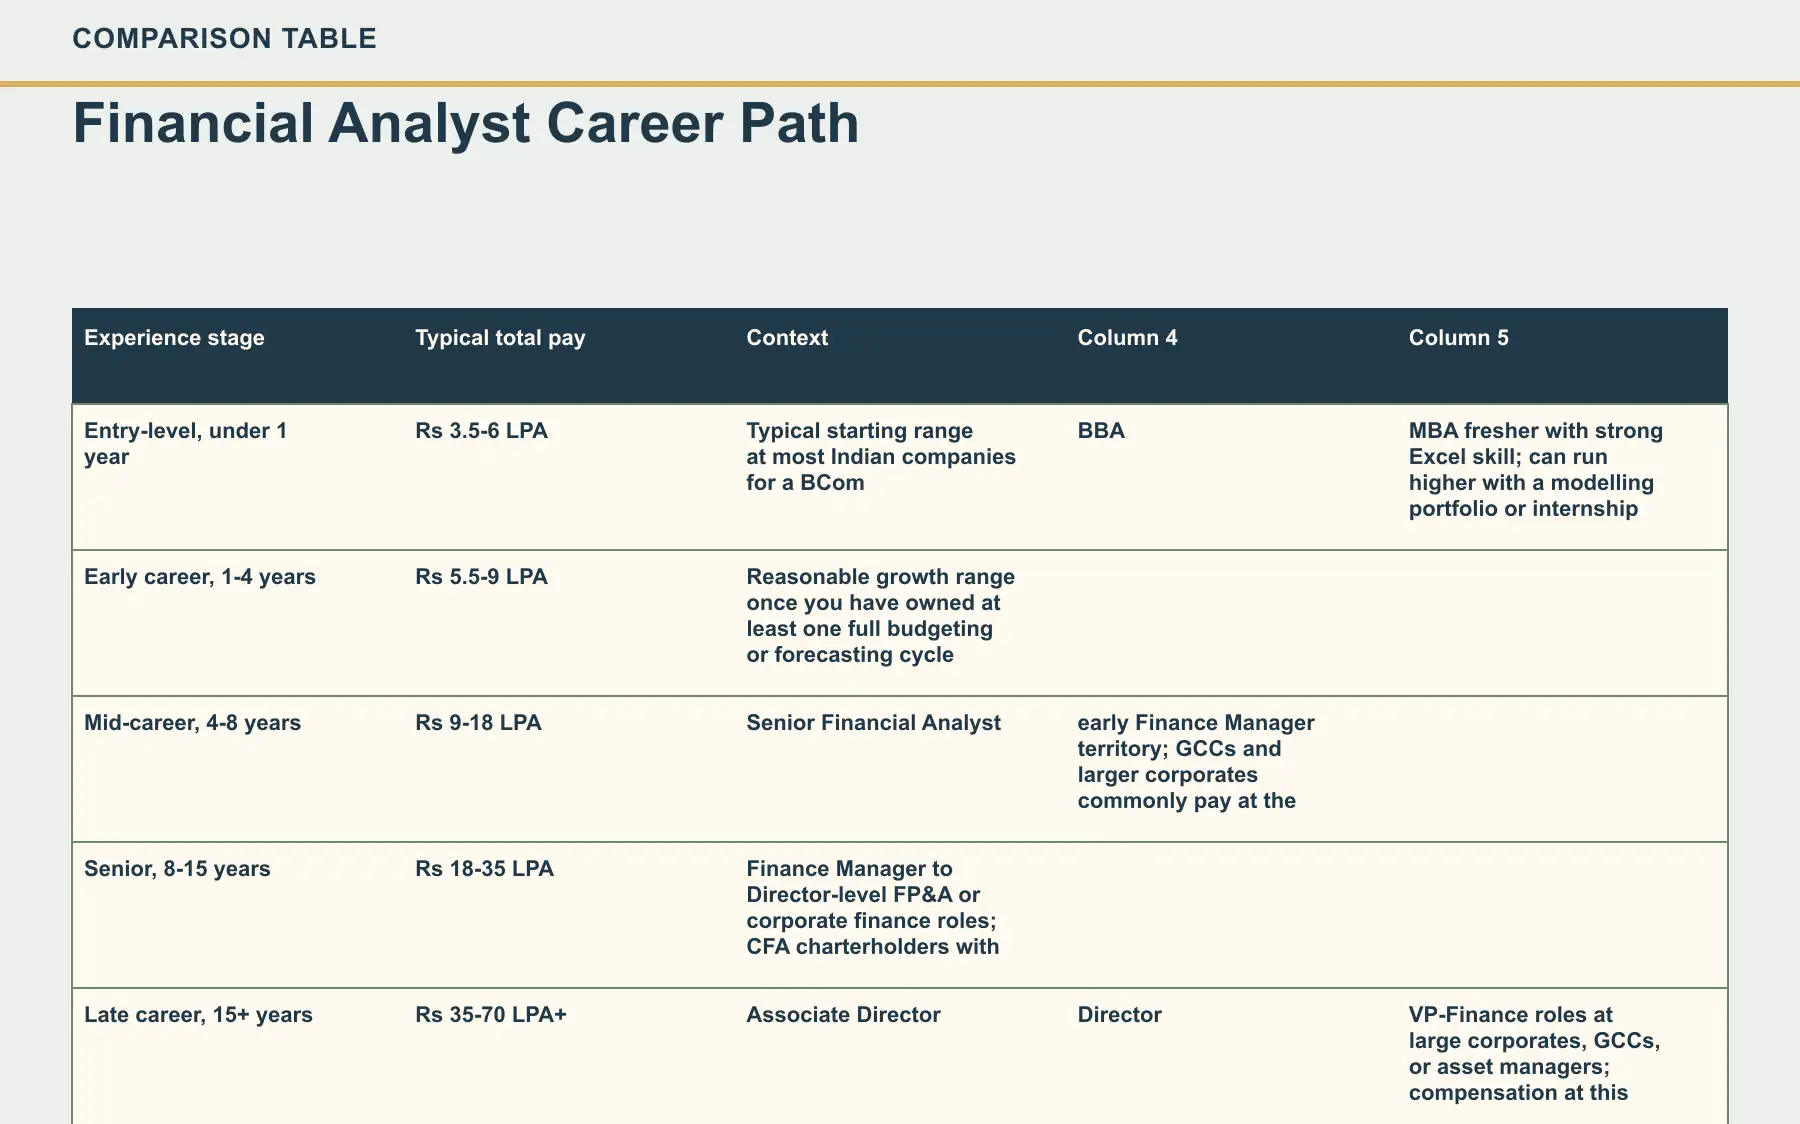 COMPARISON TABLE
Financial Analyst Career Path
Experience stage
Typical total pay
Context
Column 4
Column 5
Entry-level, under 1
year
Rs 3.5-6 LPA
Typical starting range
at most Indian companies
for a BCom
BBA
MBA fresher with strong
Excel skill; can run
higher with a modelling
portfolio or internship
Early career, 1-4 years
Rs 5.5-9 LPA
Reasonable growth range
once you have owned at
least one full budgeting
or forecasting cycle
Mid-career, 4-8 years
Rs 9-18 LPA
Senior Financial Analyst
early Finance Manager
territory; GCCs and
larger corporates
commonly pay at the
Senior, 8-15 years
Rs 18-35 LPA
Finance Manager to
Director-level FP&A or
corporate finance roles;
CFA charterholders with
Late career, 15+ years
Rs 35-70 LPA+
Associate Director
Director
VP-Finance roles at
large corporates, GCCs,
or asset managers;
compensation at this